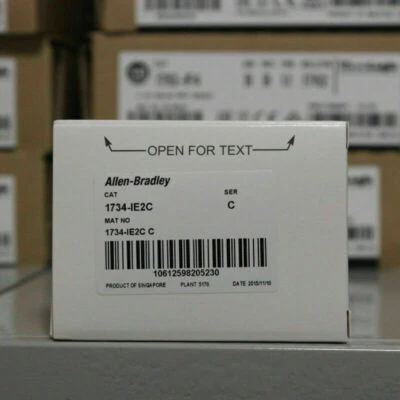 OPEN FOR TEXT
Allen-Bradley
CAT
SER
1734-IE2C
C
MAT NO
1734-IE2C C
10612598205230
PRODUCT OF SINGAPORE PLANT 5170 DATE 2015/11/10